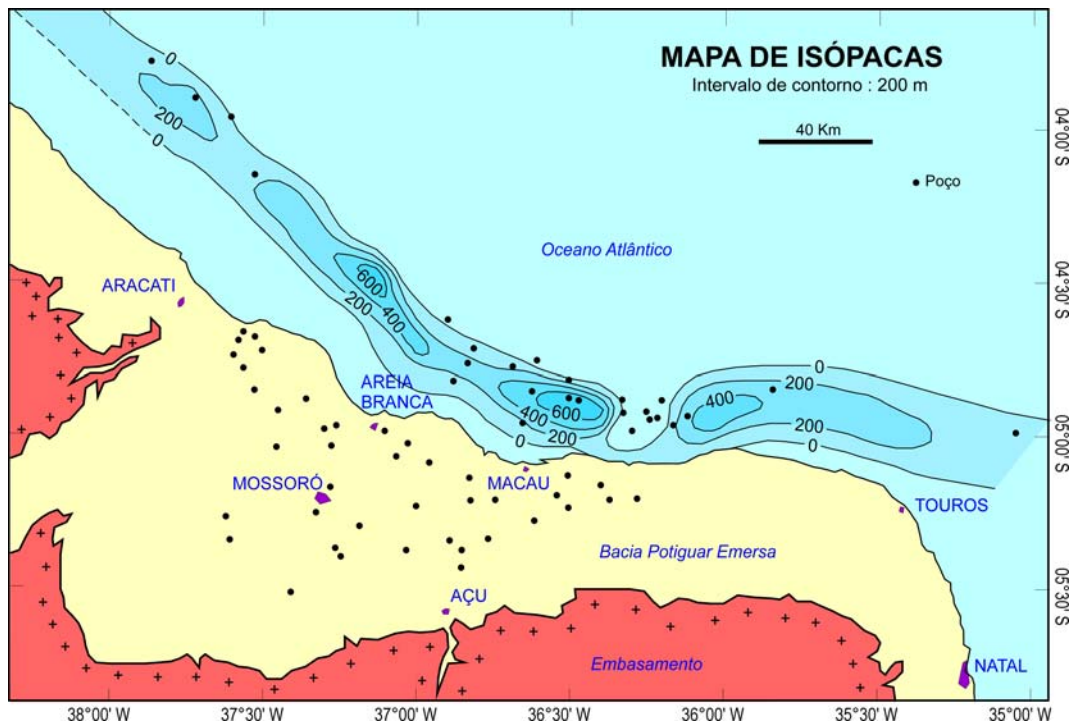 MAPA DE ISÓPACAS
Intervalo de contorno : 200 m
40 Km
Poço
Oceano Atlântico
0
200
0
600
400
200
0
200
400
200
0
600
400
200
0
ARACATI
AREIA
BRANCA
MOSSORÓ
MACAU
TOUROS
Bacia Potiguar Emersa
AÇU
Embasamento
NATAL
04°00'S
04°30'S
05°00'S
05°30'S
38°00' W
37°30' W
37°00' W
36°30' W
36°00' W
35°30' W
35°00' W